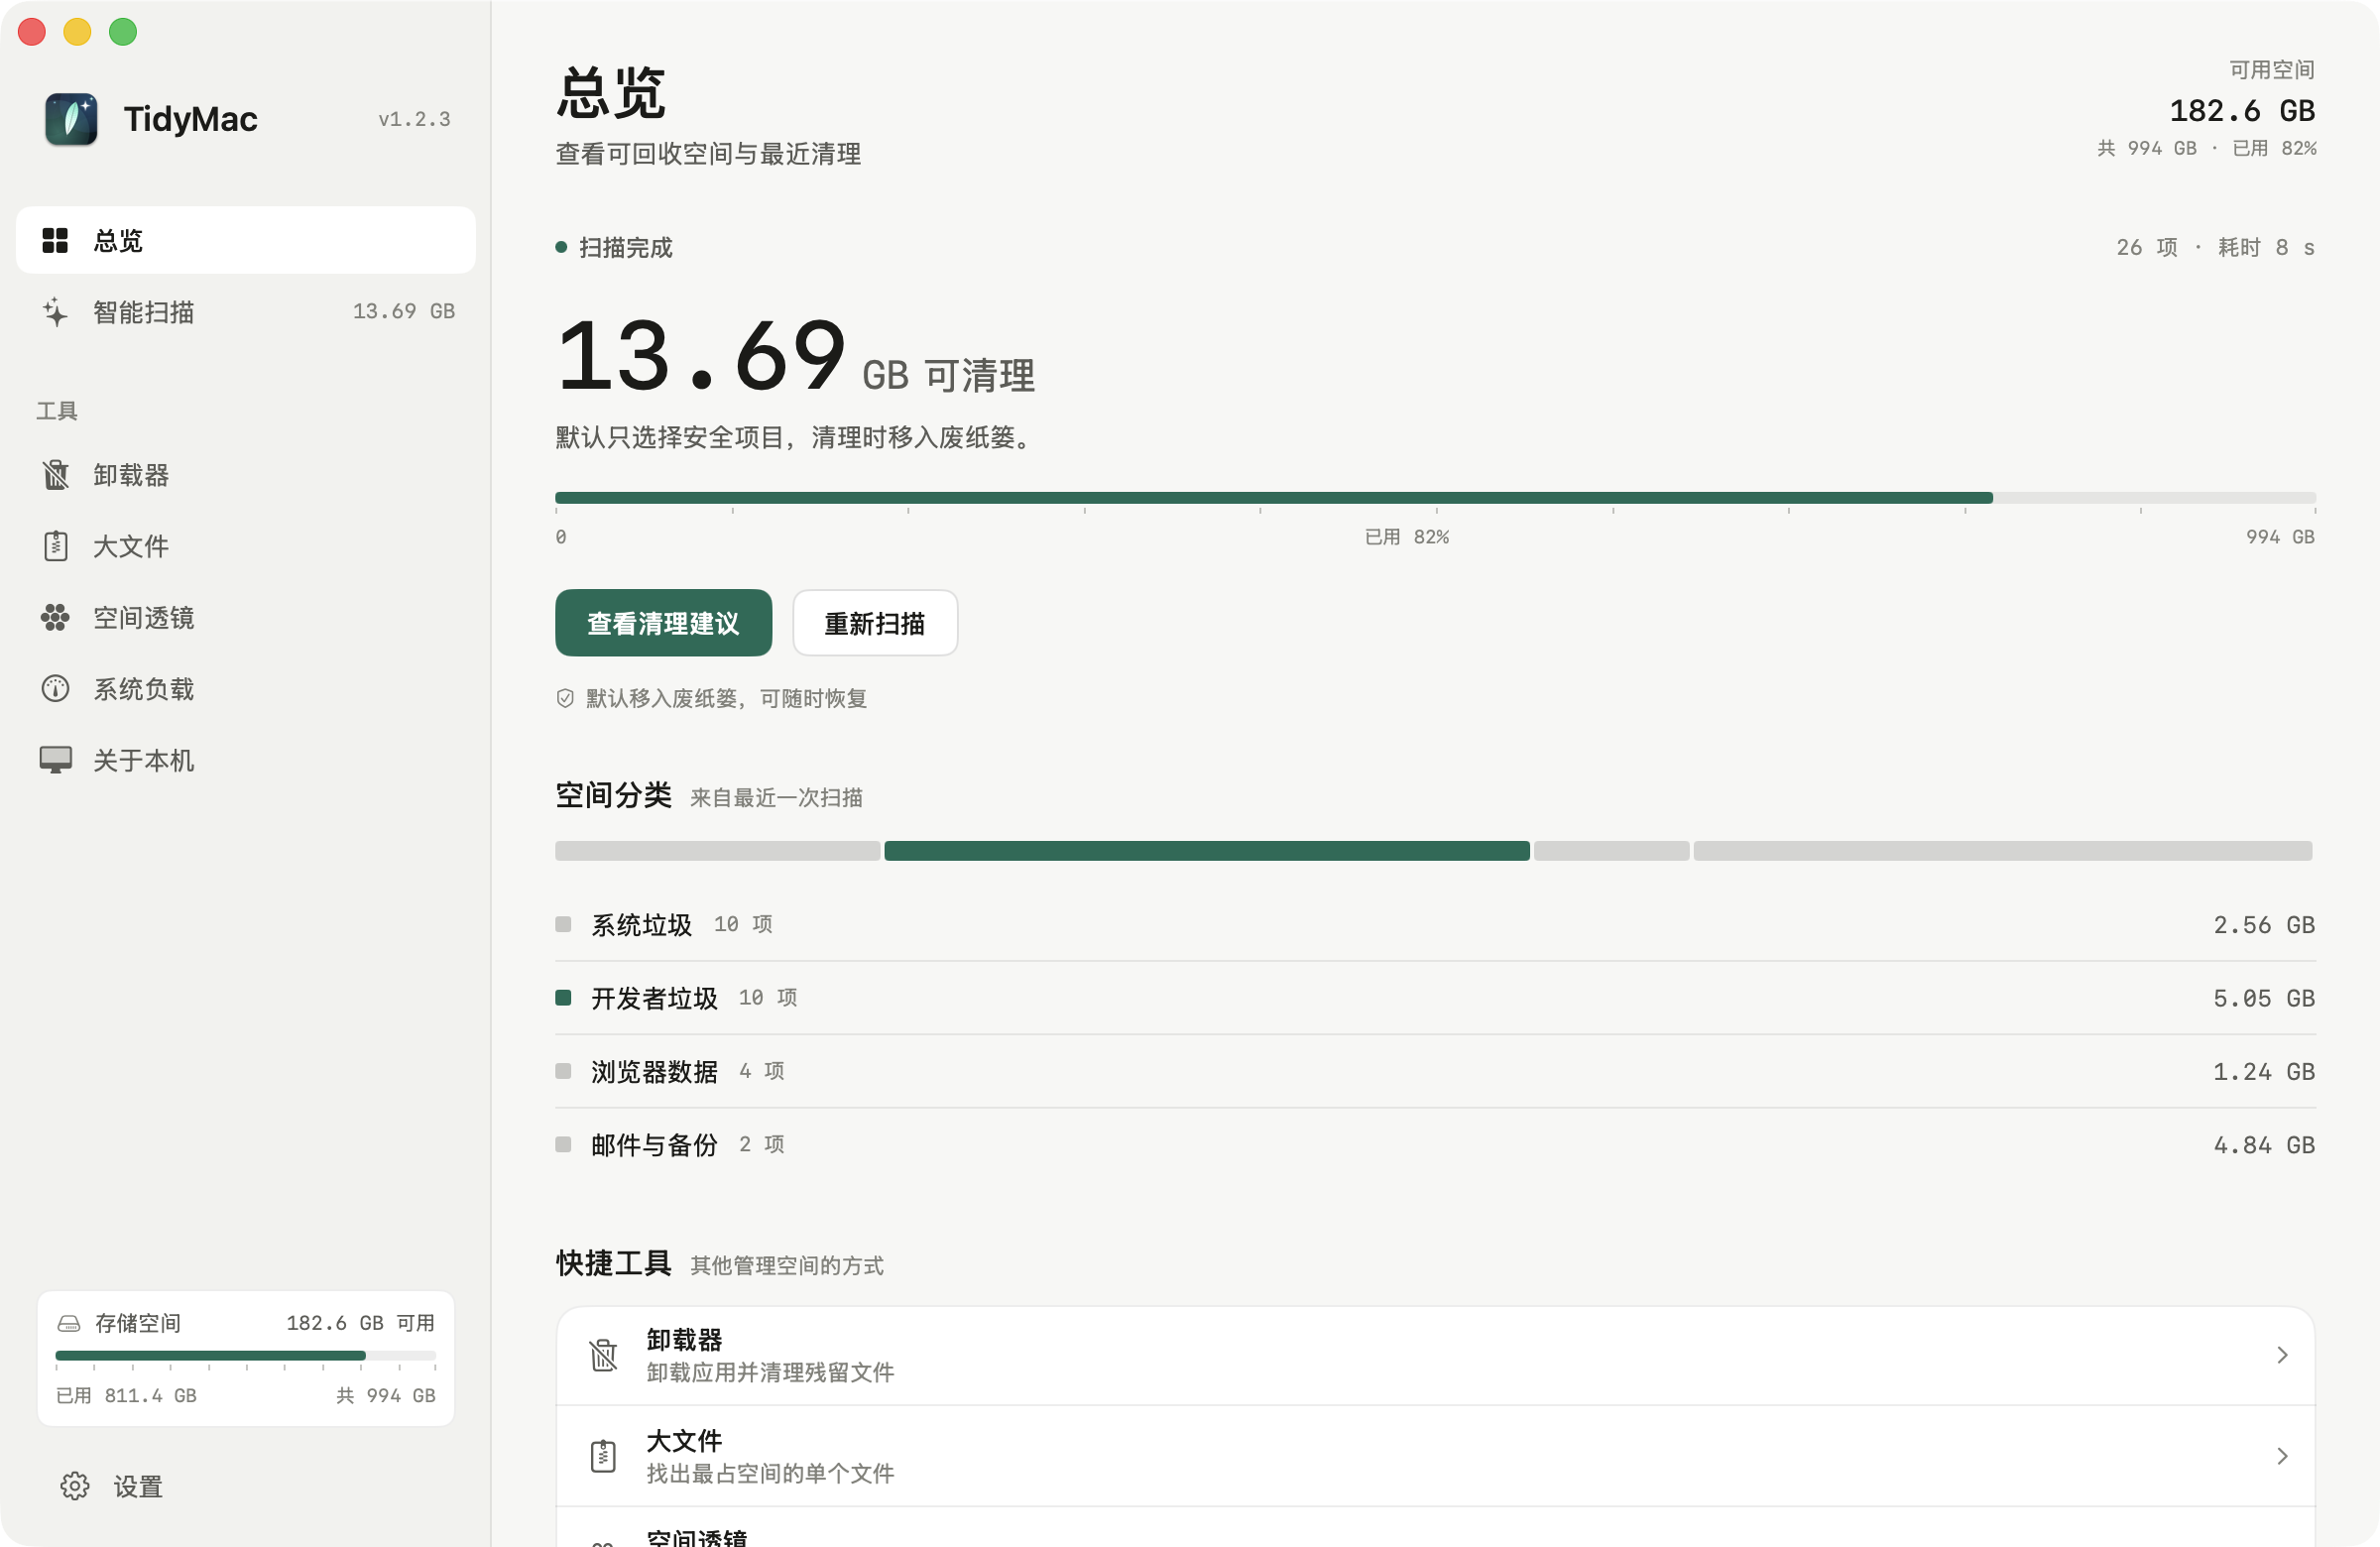 TidyMac
v1.2.3
总览
智能扫描
13.69 GB
工具
卸载器
大文件
空间透镜
系统负载
关于本机
存储空间
182.6 GB 可用
已用 811.4 GB
共 994 GB
设置
总览
查看可回收空间与最近清理
可用空间
182.6 GB
共 994 GB · 已用 82%
扫描完成
26 项 · 耗时 8 s
13.69 GB 可清理
默认只选择安全项目，清理时移入废纸篓。
0
已用 82%
994 GB
查看清理建议
重新扫描
默认移入废纸篓，可随时恢复
空间分类 来自最近一次扫描
系统垃圾 10 项
2.56 GB
开发者垃圾 10 项
5.05 GB
浏览器数据 4 项
1.24 GB
邮件与备份 2 项
4.84 GB
快捷工具 其他管理空间的方式
卸载器
卸载应用并清理残留文件
大文件
找出最占空间的单个文件
空间透镜